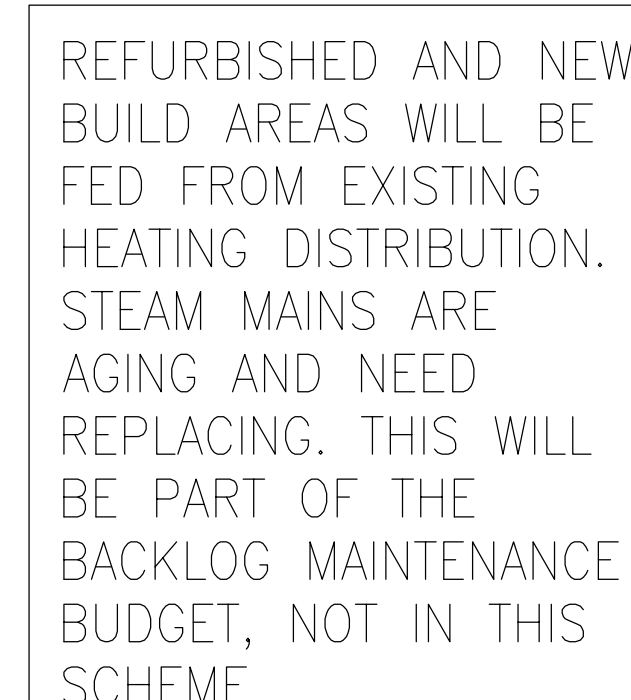 REFURBISHED AND NEW
BUILD AREAS WILL BE
FED FROM EXISTING
HEATING DISTRIBUTION.
STEAM MAINS ARE
AGING AND NEED
REPLACING. THIS WILL
BE PART OF THE
BACKLOG MAINTENANCE
BUDGET, NOT IN THIS
SCHEME